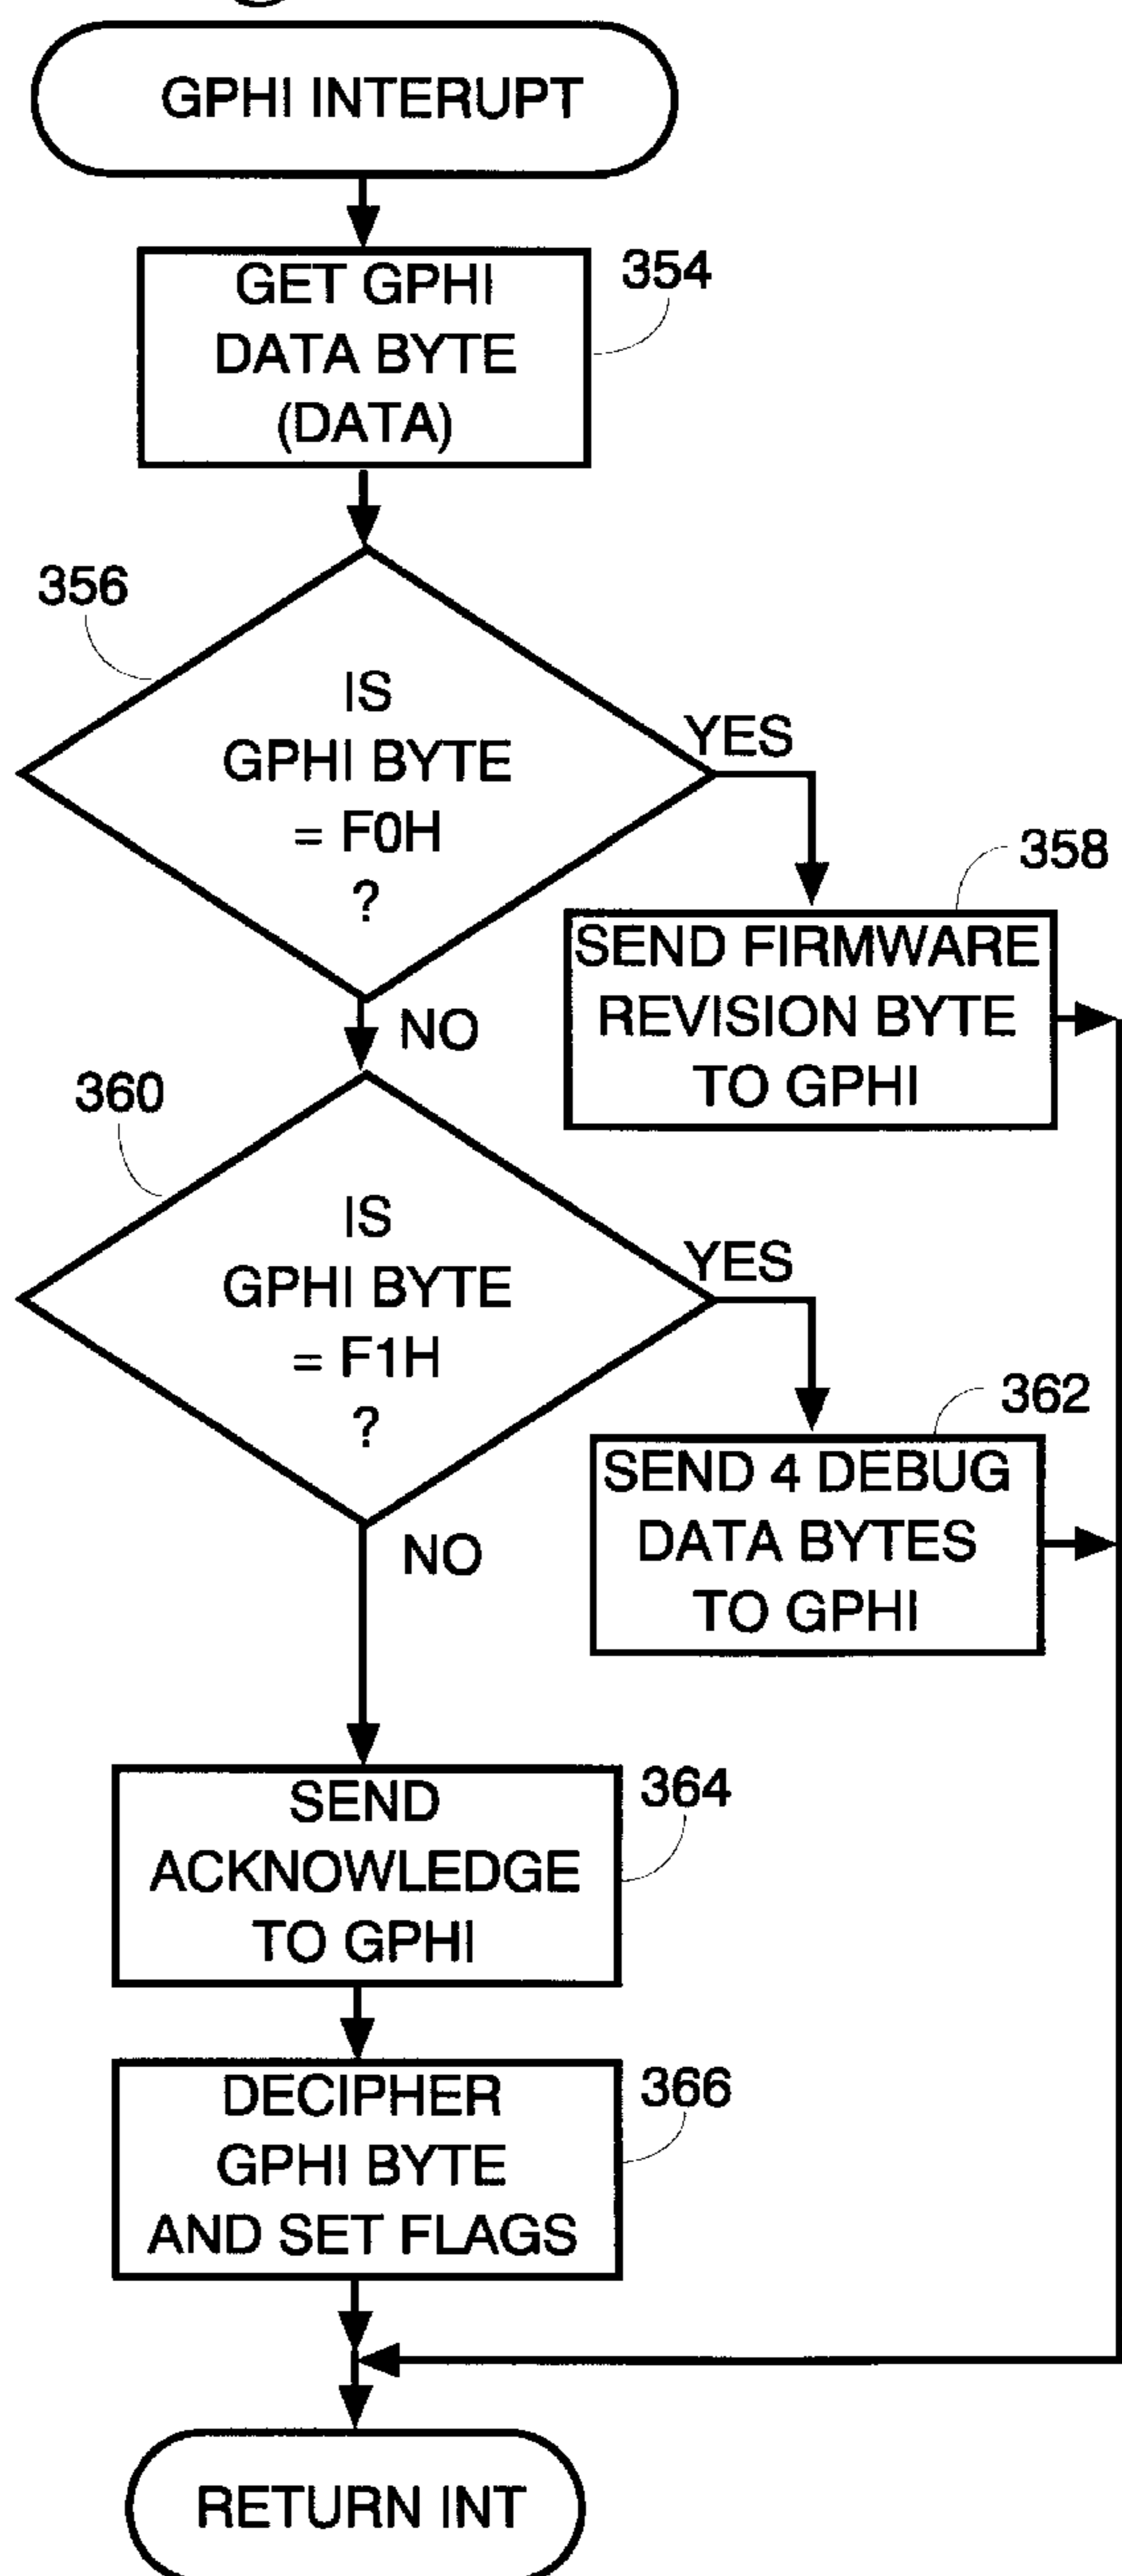 GPHI INTERUPT
GET GPHI
DATA BYTE
(DATA)
354
356
IS
GPHI BYTE
= F0H
?
YES
358
SEND FIRMWARE
REVISION BYTE
TO GPHI
NO
360
IS
GPHI BYTE
= F1H
?
YES
362
SEND 4 DEBUG
DATA BYTES
TO GPHI
NO
SEND
ACKNOWLEDGE
TO GPHI
364
DECIPHER
GPHI BYTE
AND SET FLAGS
366
RETURN INT